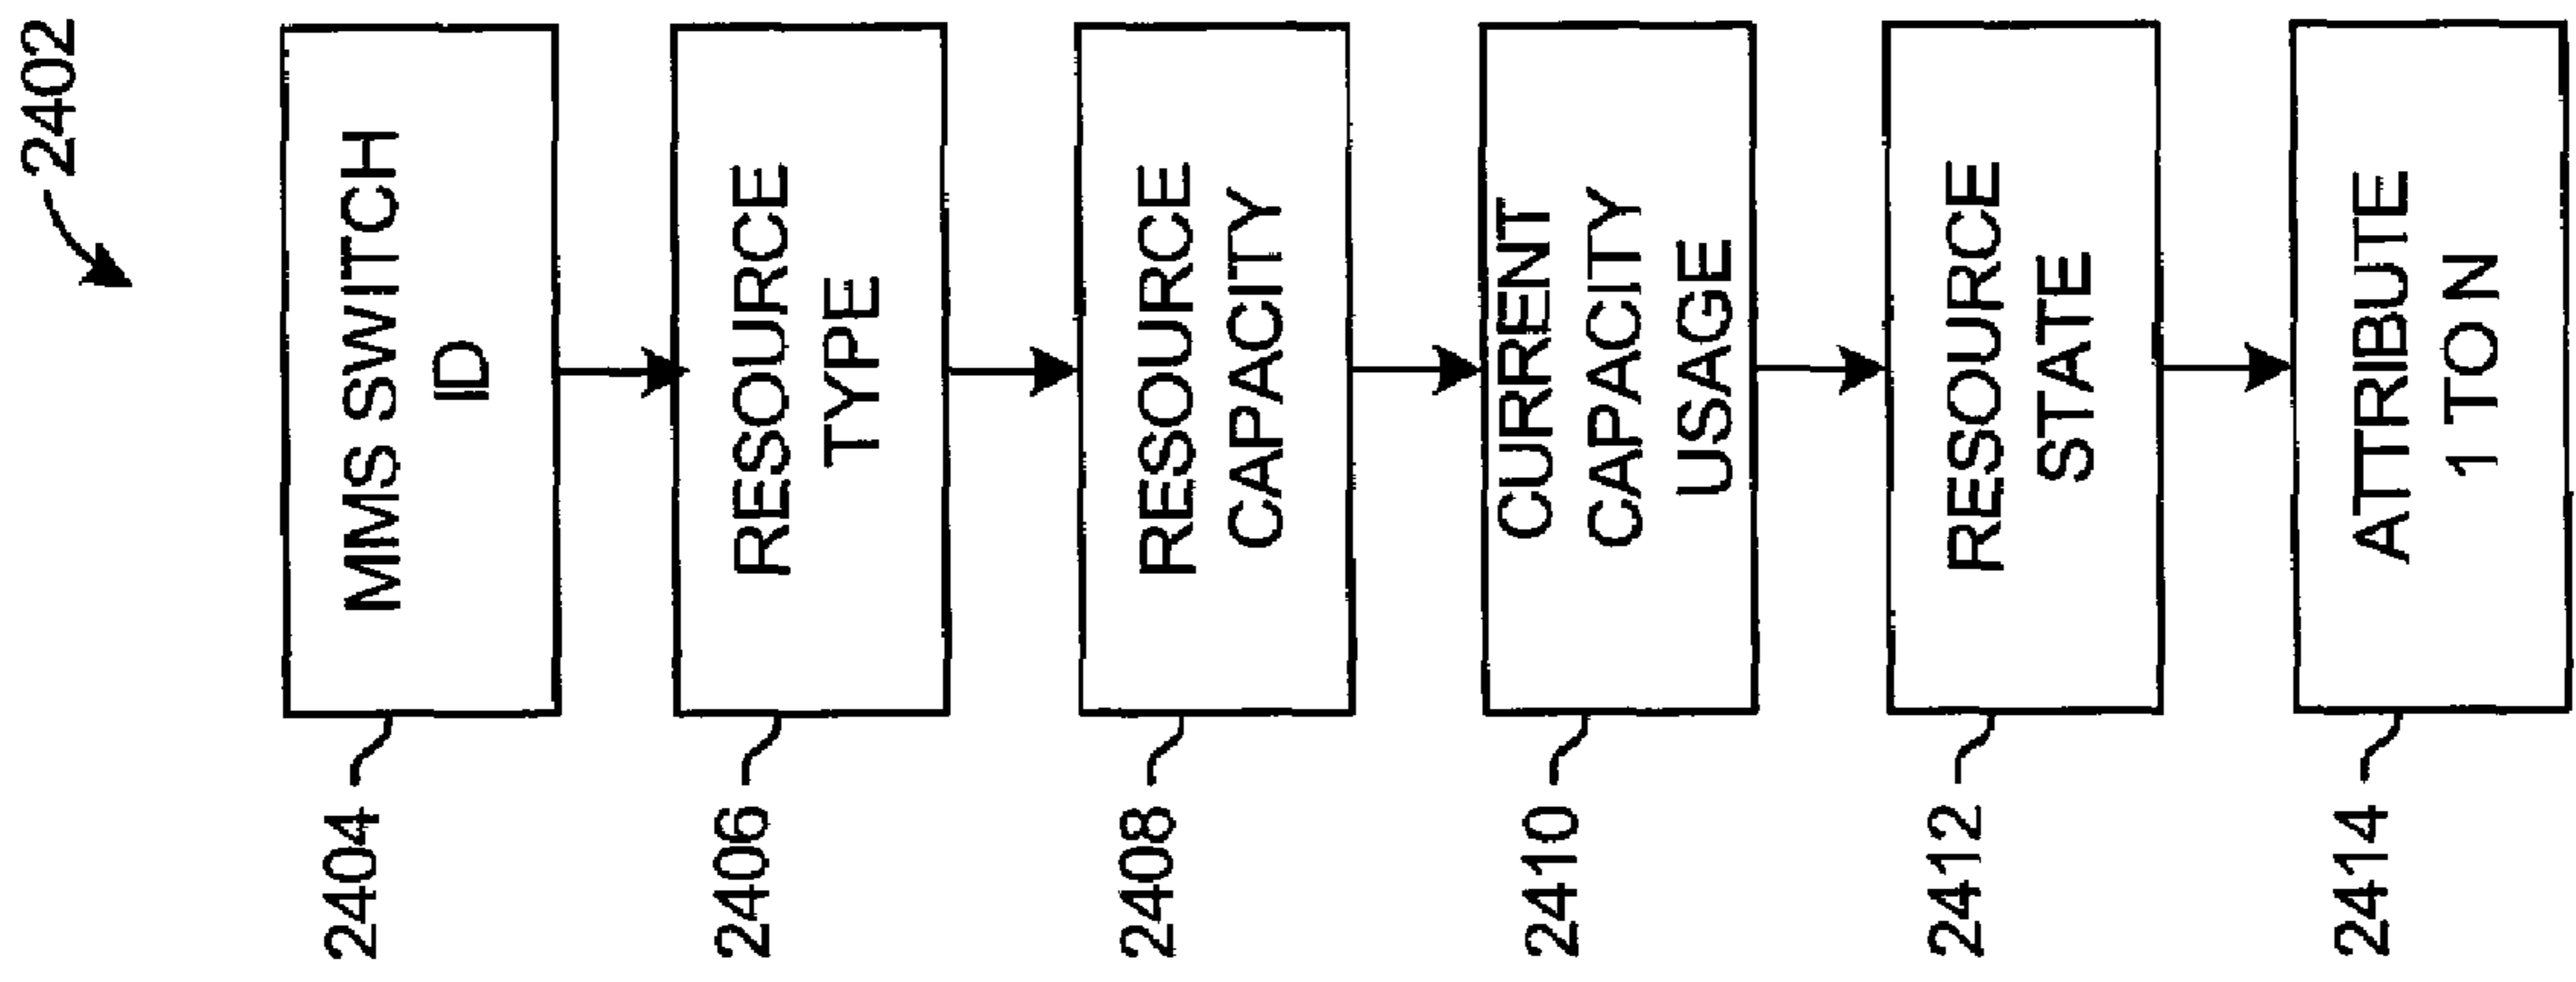 2402
2404
MMS SWITCH
ID
2406
RESOURCE
TYPE
2408
RESOURCE
CAPACITY
2410
CURRENT
CAPACITY
USAGE
2412
RESOURCE
STATE
2414
ATTRIBUTE
1 TO N